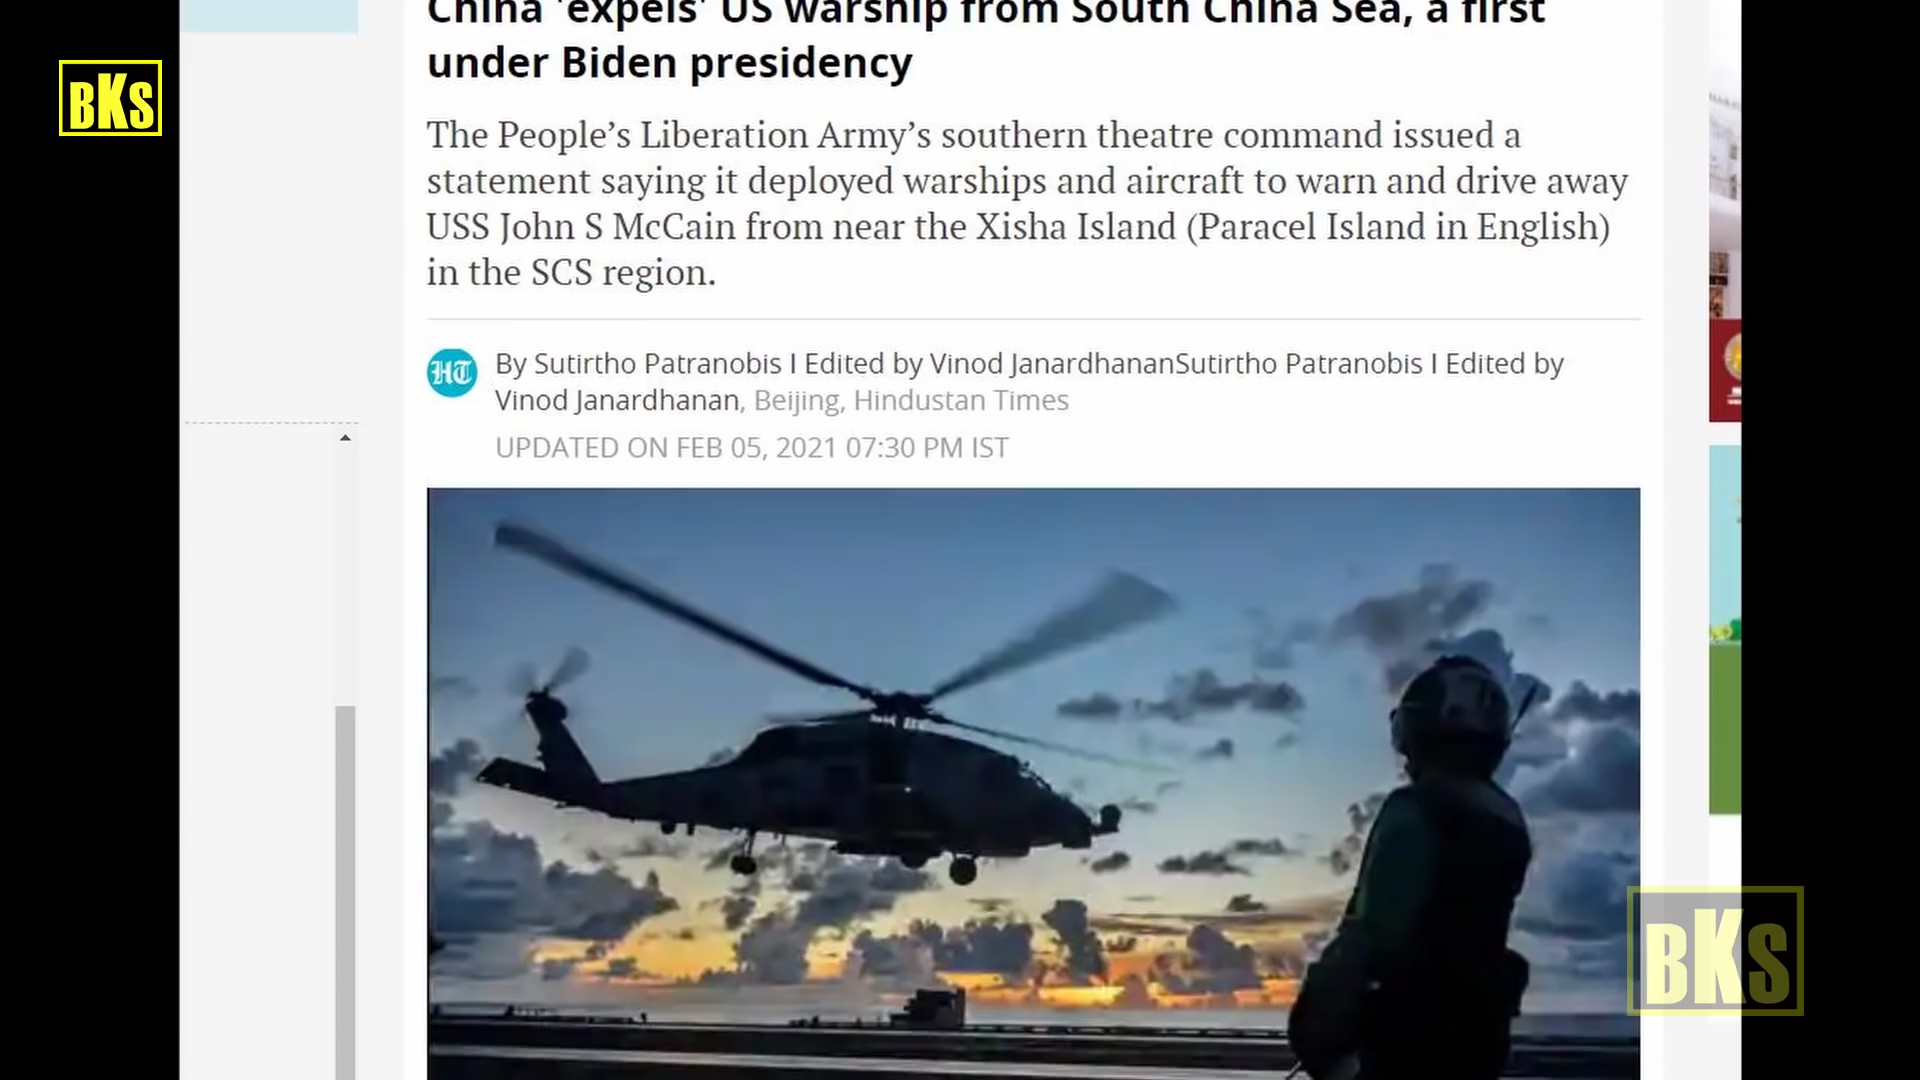 China 'expels' US warship from South China Sea, a first
under Biden presidency
BKS
The People’s Liberation Army’s southern theatre command issued a
statement saying it deployed warships and aircraft to warn and drive away
USS John S McCain from near the Xisha Island (Paracel Island in English)
in the SCS region.
HT
By Sutirtho Patranobis I Edited by Vinod JanardhananSutirtho Patranobis I Edited by
Vinod Janardhanan, Beijing, Hindustan Times
UPDATED ON FEB 05, 2021 07:30 PM IST
BKS